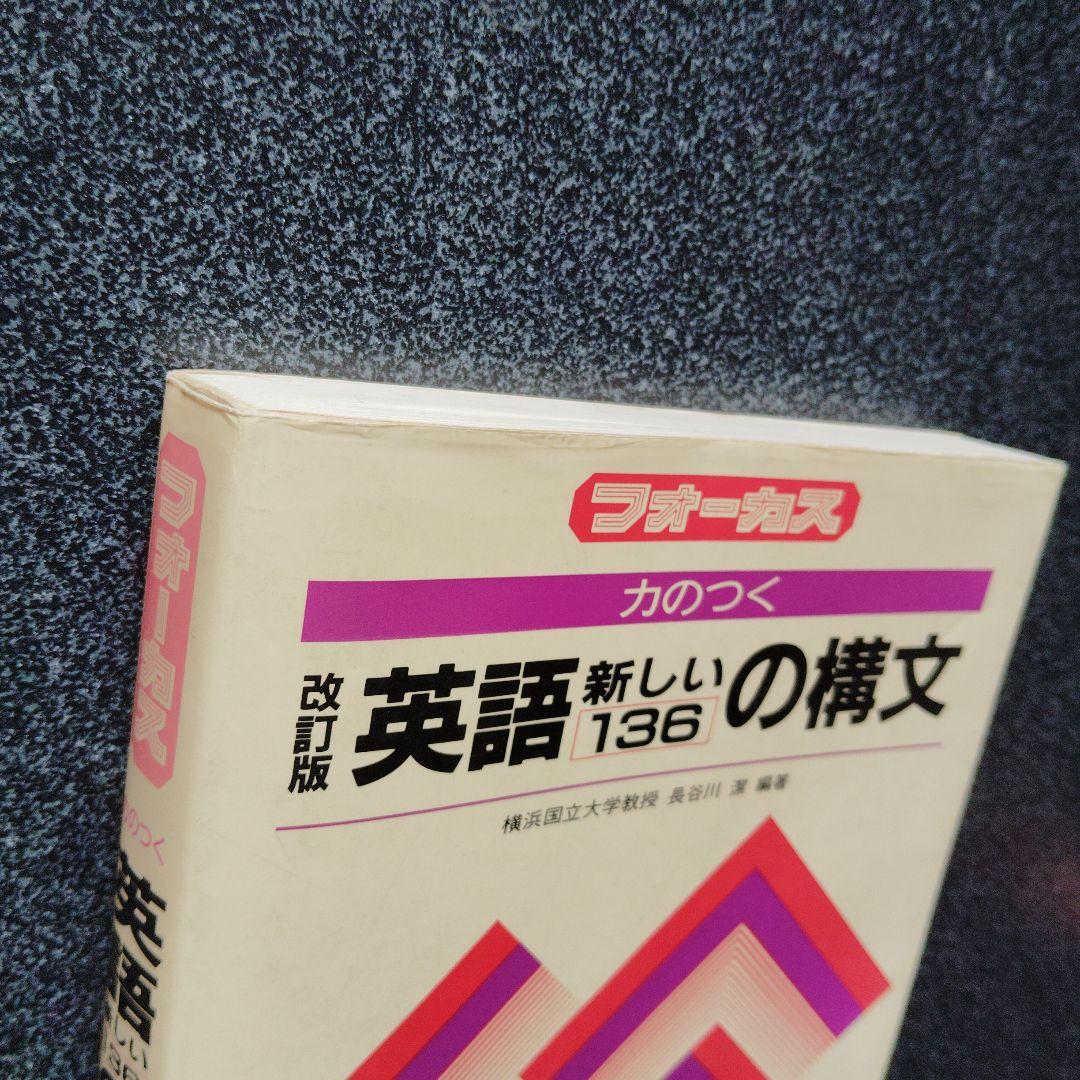 フォーカス
力のつく
改訂版 英語 新しい 136 の構文
横浜国立大学教授 長谷川 潔 編著
フォーカス
力のつく
英語